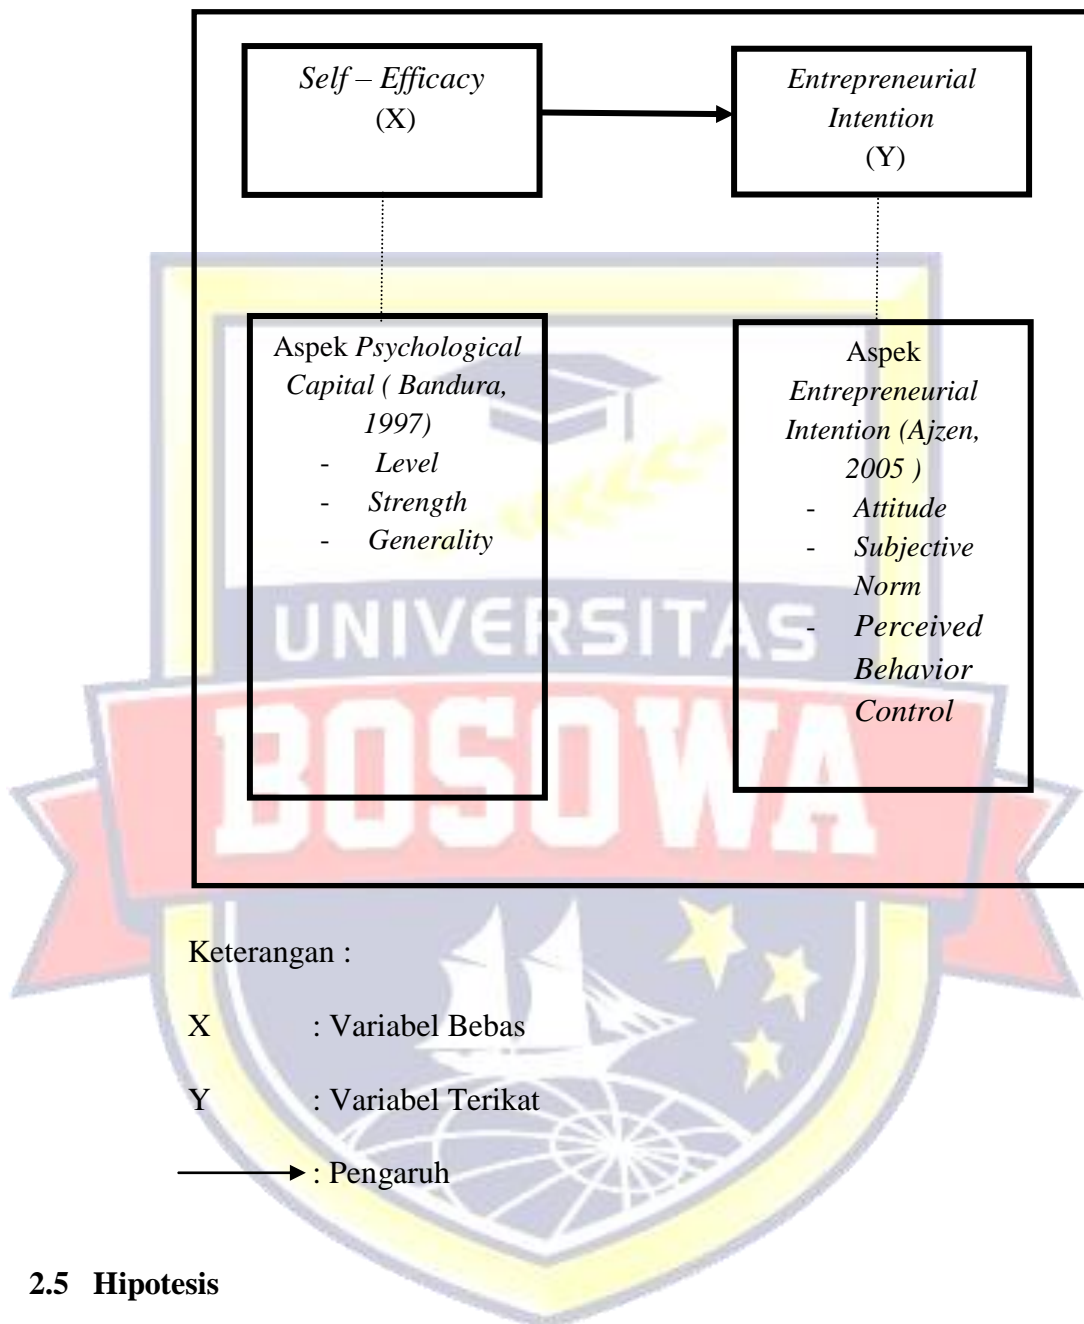 Self – Efficacy
(X)
Entrepreneurial
Intention
(Y)
Aspek Psychological
Capital ( Bandura,
1997)
- Level
- Strength
- Generality
Aspek
Entrepreneurial
Intention (Ajzen,
2005 )
- Attitude
- Subjective
Norm
- Perceived
Behavior
Control
UNIVERSITAS
BOSOWA
Keterangan :
X : Variabel Bebas
Y : Variabel Terikat
: Pengaruh
2.5 Hipotesis